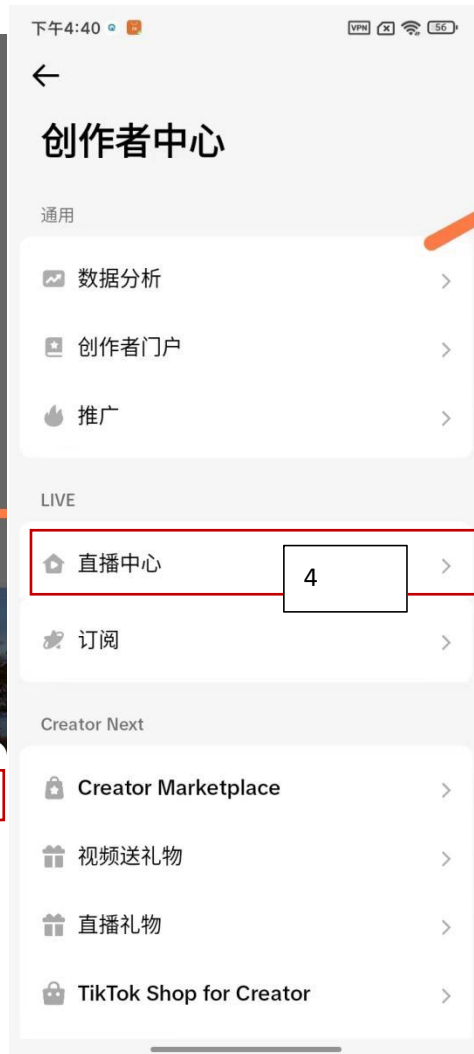 下午4:40
VPN
56
创作者中心
通用
数据分析
创作者门户
推广
LIVE
直播中心
4
订阅
Creator Next
Creator Marketplace
视频送礼物
直播礼物
TikTok Shop for Creator